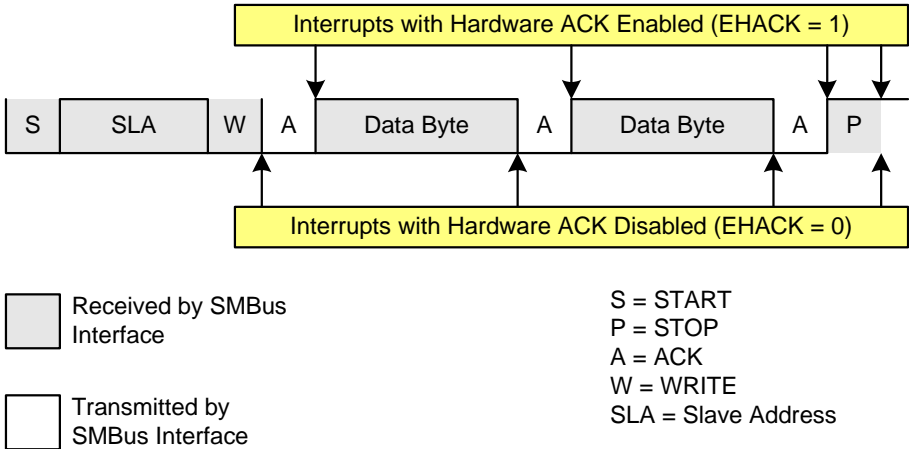 Interrupts with Hardware ACK Enabled (EHACK = 1)
S SLA W A Data Byte A Data Byte A P
Interrupts with Hardware ACK Disabled (EHACK = 0)
Received by SMBus
Interface
Transmitted by
SMBus Interface
S = START
P = STOP
A = ACK
W = WRITE
SLA = Slave Address